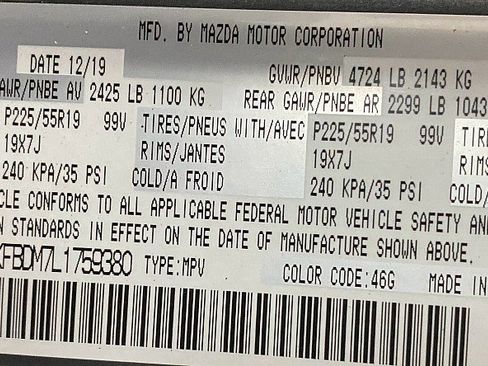 MFD. BY MAZDA MOTOR CORPORATION
DATE 12/19 GVWR/PNBV 4724 LB 2143 KG
AWR/PNBE AV 2425 LB 1100 KG REAR GAWR/PNBE AR 2299 LB 1043
P225/55R19 99V TIRES/PNEUS WITH/AVEC P225/55R19 99V TIR
19X7J RIMS/JANTES 19X7J RIM
240 KPA/35 PSI COLD/A FROID 240 KPA/35 PSI COL
CLE CONFORMS TO ALL APPLICABLE FEDERAL MOTOR VEHICLE SAFETY AN
N STANDARDS IN EFFECT ON THE DATE OF MANUFACTURE SHOWN ABOVE.
KFBDM7L1759380 TYPE:MPV COLOR CODE:46G MADE IN